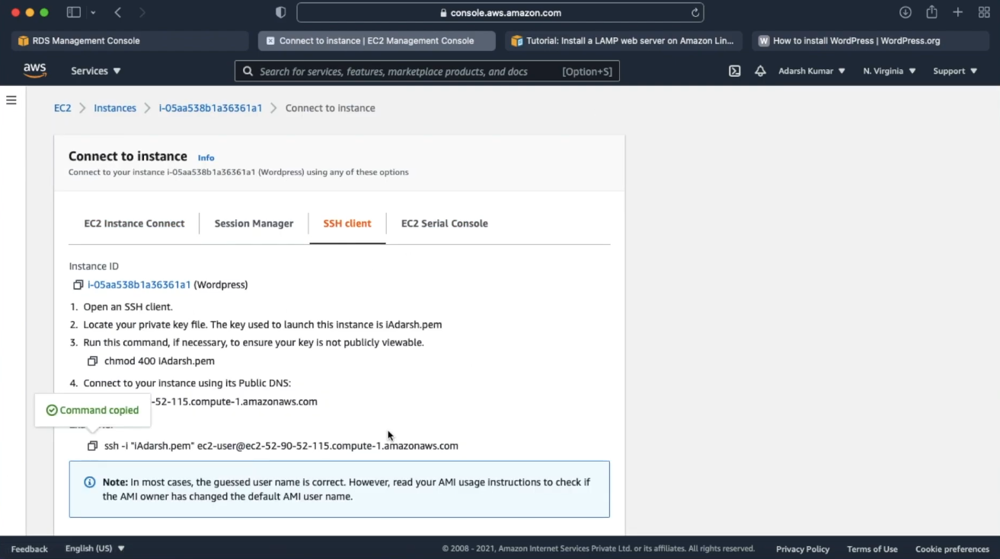 console.aws.amazon.com
RDS Management Console
Connect to instance | EC2 Management Console
Tutorial: Install a LAMP web server on Amazon Lin...
W How to install WordPress | WordPress.org
aws
Services
Search for services, features, marketplace products, and docs [Option+S]
Adarsh Kumar
N. Virginia
Support
EC2 > Instances > i-05aa538b1a36361a1 > Connect to instance
Connect to instance Info
Connect to your instance i-05aa538b1a36361a1 (Wordpress) using any of these options
EC2 Instance Connect
Session Manager
SSH client
EC2 Serial Console
Instance ID
i-05aa538b1a36361a1 (Wordpress)
1. Open an SSH client.
2. Locate your private key file. The key used to launch this instance is iAdarsh.pem
3. Run this command, if necessary, to ensure your key is not publicly viewable.
chmod 400 iAdarsh.pem
4. Connect to your instance using its Public DNS:
-52-115.compute-1.amazonaws.com
Command copied
ssh -i "iAdarsh.pem" ec2-user@ec2-52-90-52-115.compute-1.amazonaws.com
Note: In most cases, the guessed user name is correct. However, read your AMI usage instructions to check if
the AMI owner has changed the default AMI user name.
Feedback
English (US)
© 2008 - 2021, Amazon Internet Services Private Ltd. or its affiliates. All rights reserved.
Privacy Policy
Terms of Use
Cookie preferences